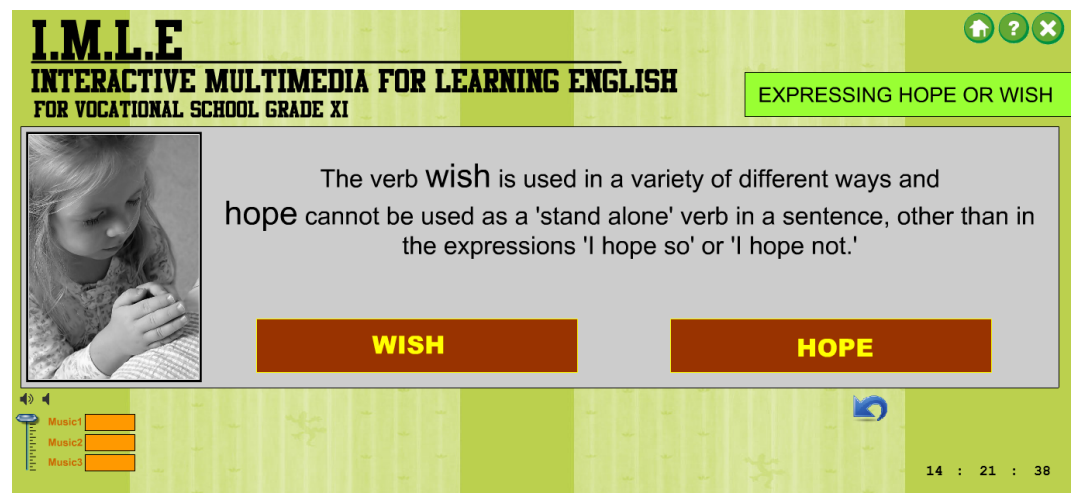 I.M.L.E
INTERACTIVE MULTIMEDIA FOR LEARNING ENGLISH
FOR VOCATIONAL SCHOOL GRADE XI
?
EXPRESSING HOPE OR WISH
The verb wish is used in a variety of different ways and
hope cannot be used as a 'stand alone' verb in a sentence, other than in
the expressions 'I hope so' or 'I hope not.'
WISH
HOPE
Music1
Music2
Music3
14 : 21 : 38